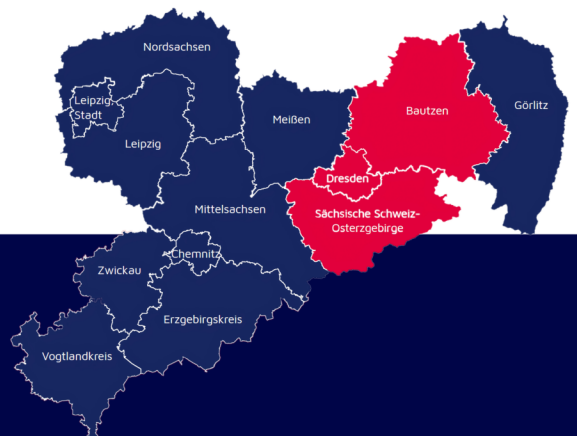 Nordsachsen
Leipzig
Stadt
Leipzig
Meißen
Bautzen
Görlitz
Dresden
Mittelsachsen
Sächsische Schweiz-
Osterzgebirge
Chemnitz
Zwickau
Erzgebirgskreis
Vogtlandkreis